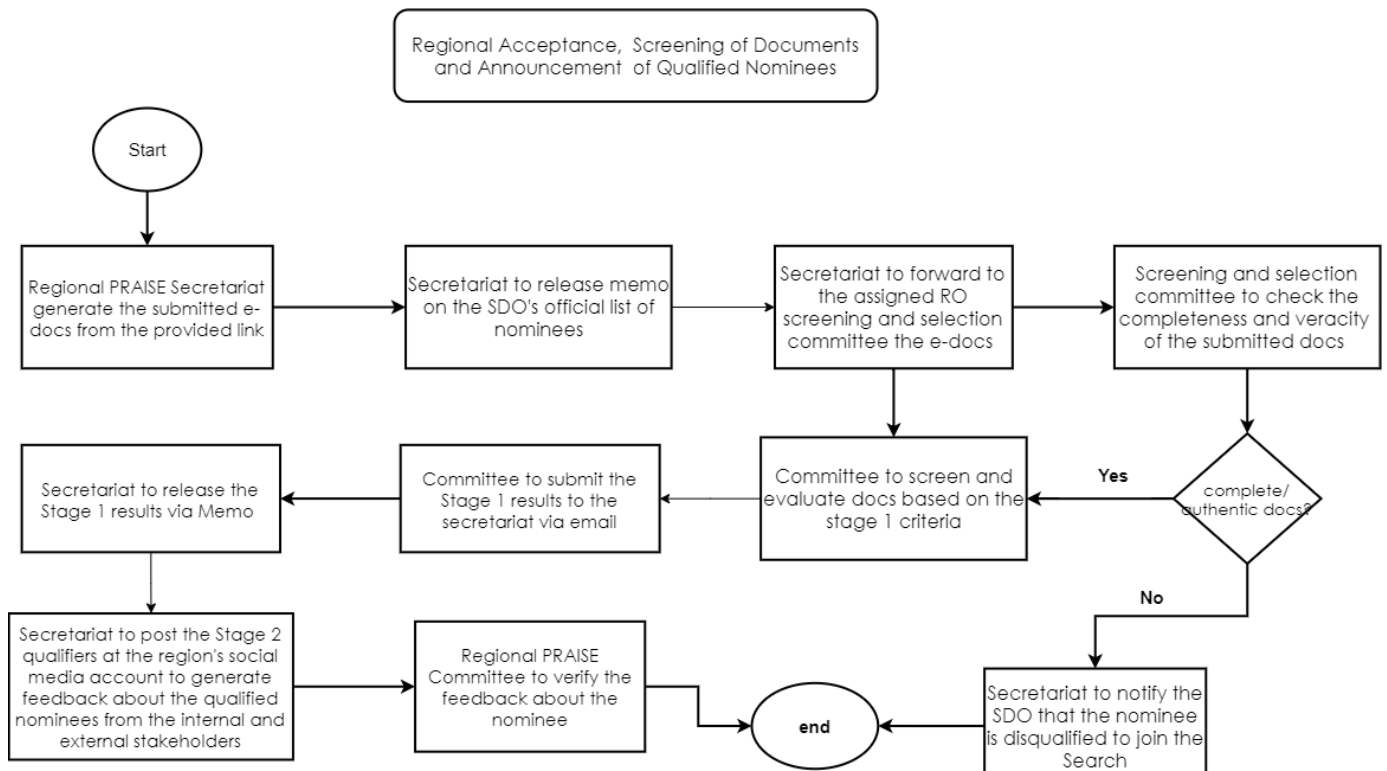 Regional Acceptance, Screening of Documents
and Announcement of Qualified Nominees
Start
Regional PRAISE Secretariat
generate the submitted e-
docs from the provided link
Secretariat to release memo
on the SDO's official list of
nominees
Secretariat to forward to
the assigned RO
screening and selection
committee the e-docs
Screening and selection
committee to check the
completeness and veracity
of the submitted docs
complete/
authentic docs?
Yes
Committee to screen and
evaluate docs based on the
stage 1 criteria
Committee to submit the
Stage 1 results to the
secretariat via email
Secretariat to release the
Stage 1 results via Memo
No
Secretariat to post the Stage 2
qualifiers at the region's social
media account to generate
feedback about the qualified
nominees from the internal and
external stakeholders
Regional PRAISE
Committee to verify the
feedback about the
nominee
end
Secretariat to notify the
SDO that the nominee
is disqualified to join the
Search